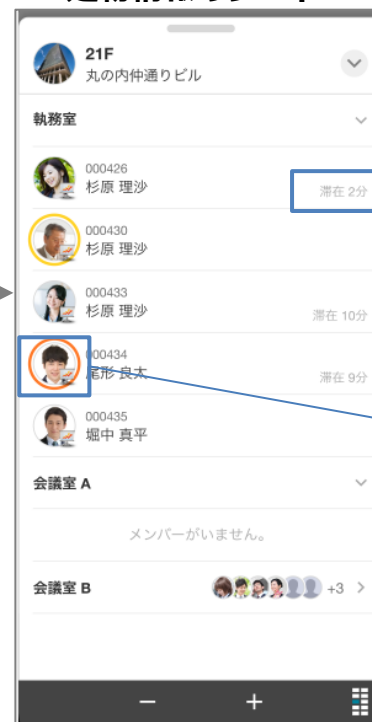 21F
丸の内仲通りビル
執務室
000426
杉原 理沙
滞在 2分
000430
杉原 理沙
000433
杉原 理沙
滞在 10分
000434
尾形 良太
滞在 9分
000435
堀中 真平
会議室 A
メンバーがいません。
会議室 B
+3